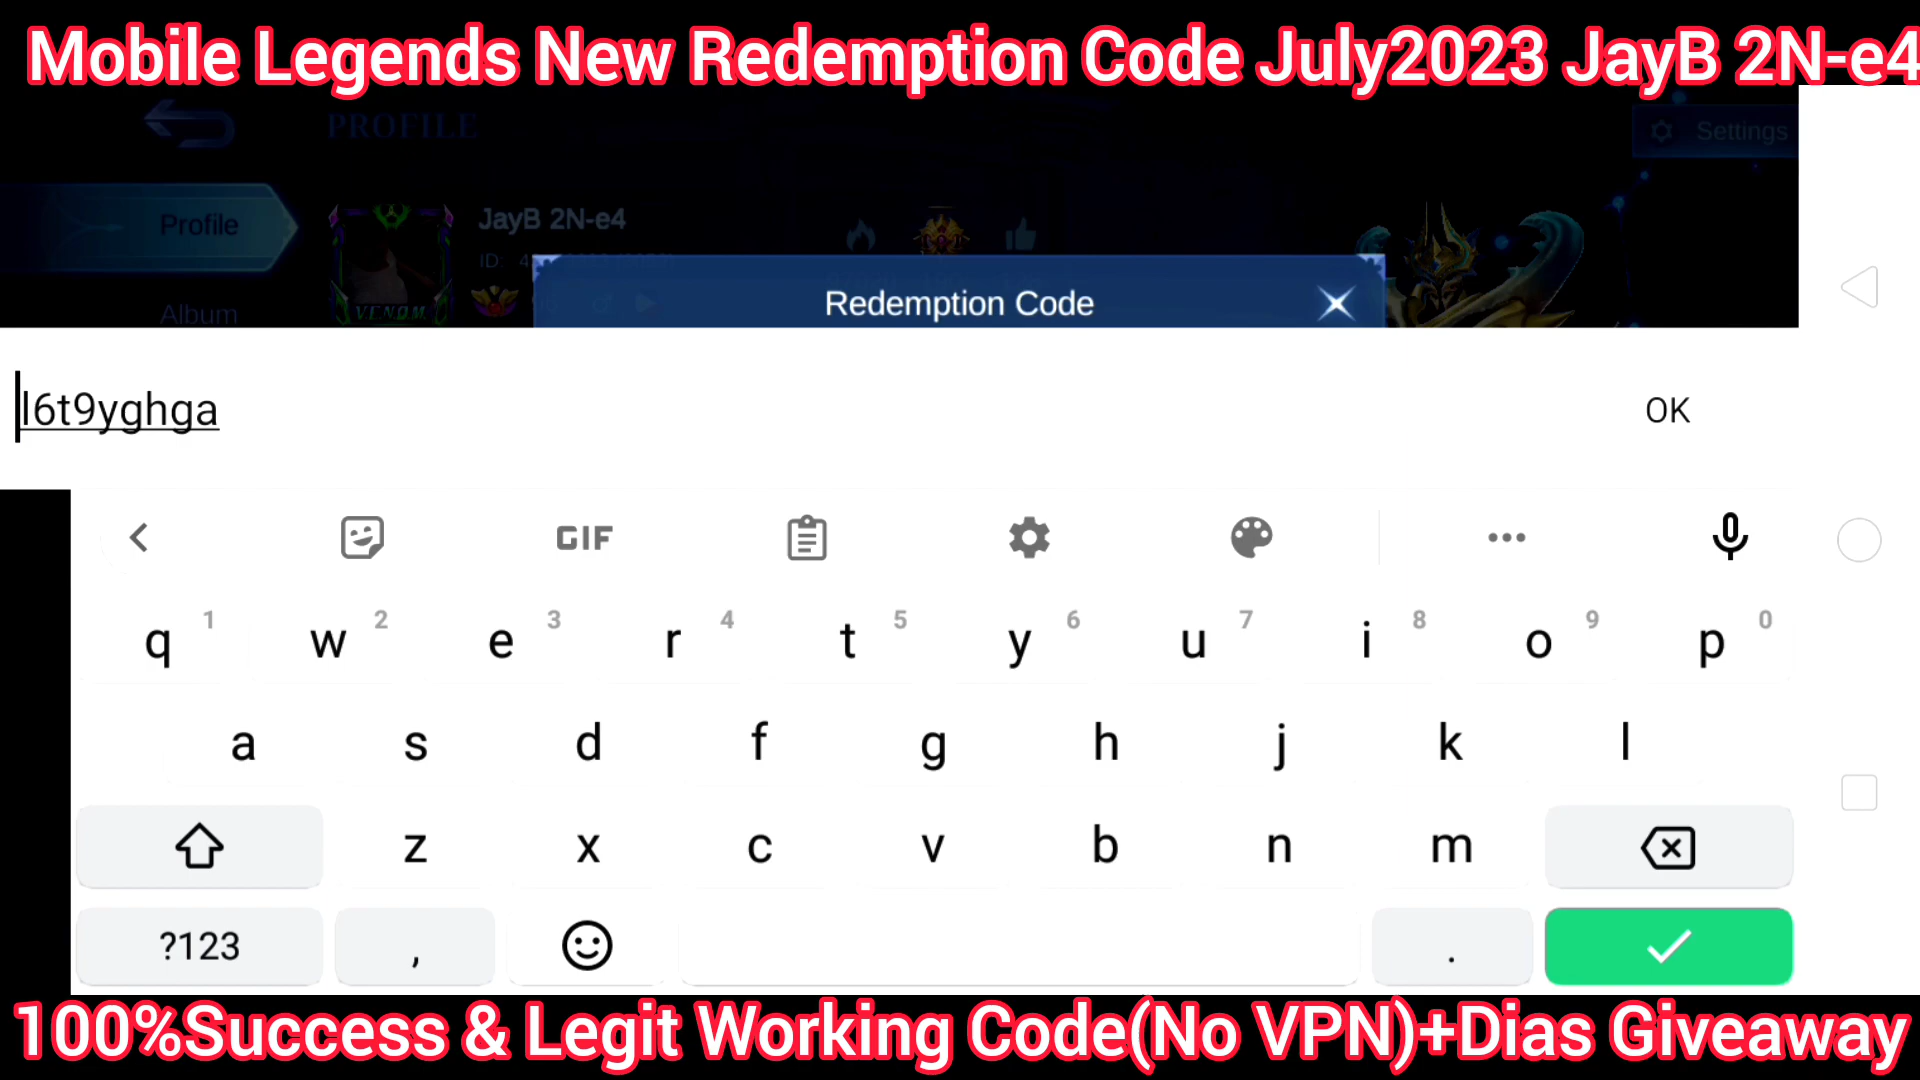 Mobile Legends New Redemption Code July2023 JayB 2N-e4
PROFILE
Settings
Profile
JayB 2N-e4
ID: 4
Album
V.E.N.O.M.
Redemption Code
l6t9yghga
OK
GIF
q 1 w 2 e 3 r 4 t 5 y 6 u 7 i 8 o 9 p 0
a s d f g h j k l
z x c v b n m
?123 , .
100%Success & Legit Working Code(No VPN)+Dias Giveaway